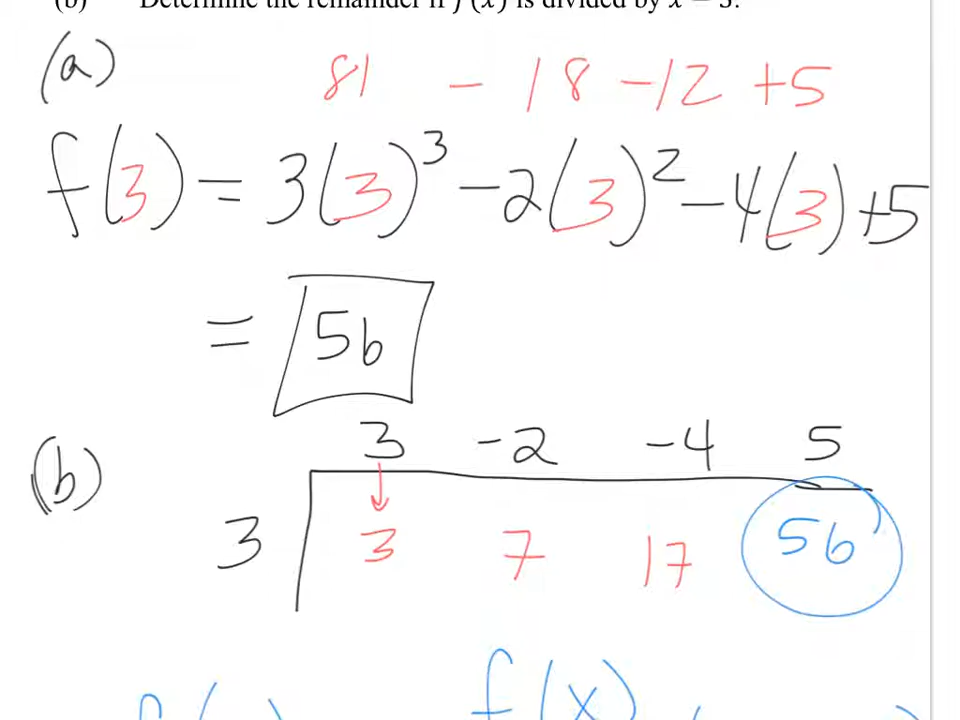 (b) Determine the remainder if f(x) is divided by x − 3.
(a)
81 − 18 − 12 + 5
f(3) = 3(3)³ − 2(3)² − 4(3) + 5
= 56
(b)
3 -2 -4 5
3 3 7 17 56
f(x)